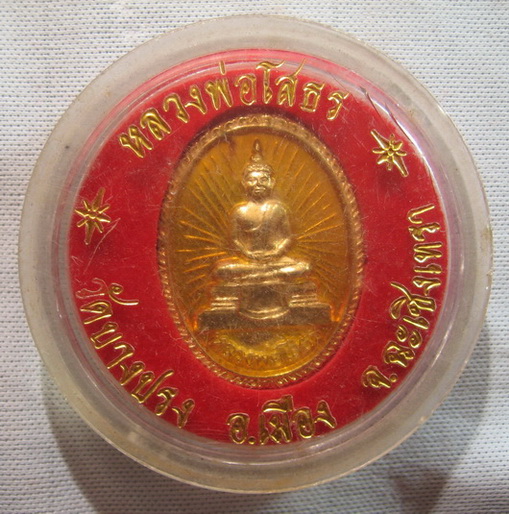 หลวงพ่อโสธร
วัดบางปรง อ.เมือง จ.ฉะเชิงเทรา